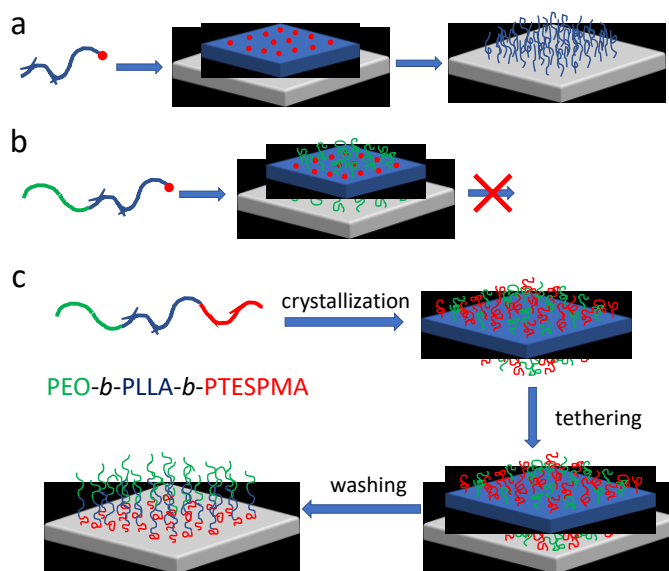 a
b
c
crystallization
PEO-b-PLLA-b-PTESPMA
tethering
washing